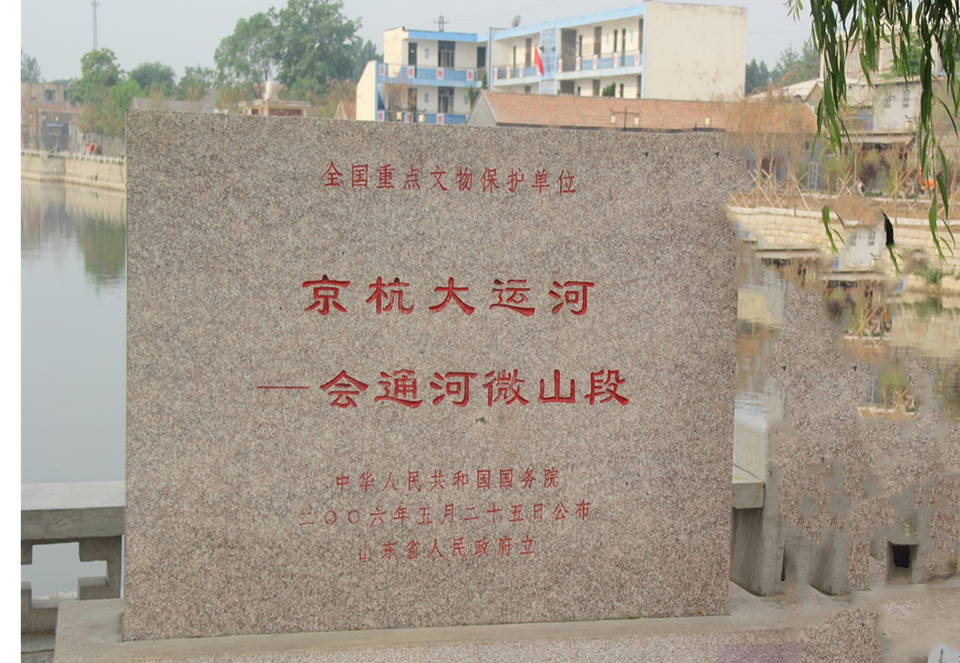 全国重点文物保护单位
京杭大运河
—会通河微山段
中华人民共和国国务院
二〇〇六年五月二十五日公布
山东省人民政府立